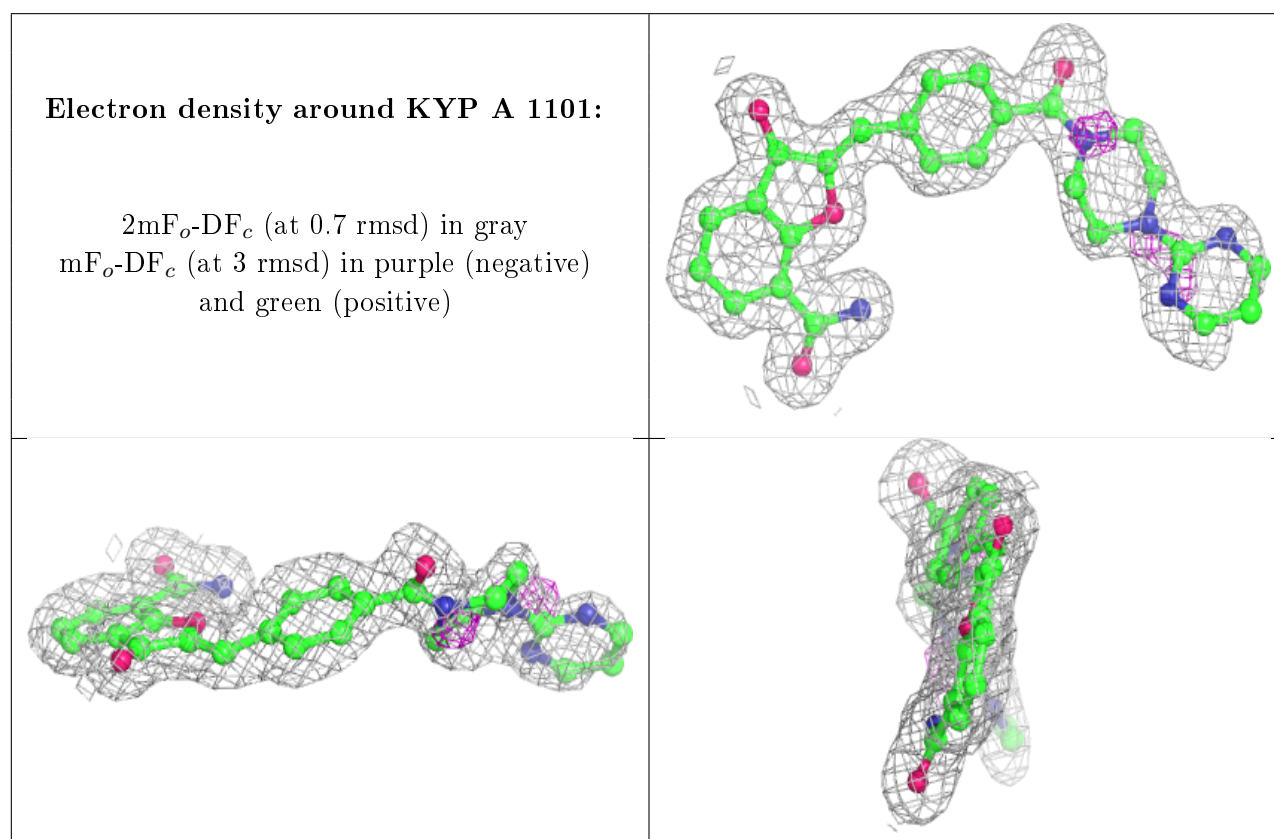 Electron density around KYP A 1101:
2mFₒ-DF𝑐 (at 0.7 rmsd) in gray
mFₒ-DF𝑐 (at 3 rmsd) in purple (negative)
and green (positive)